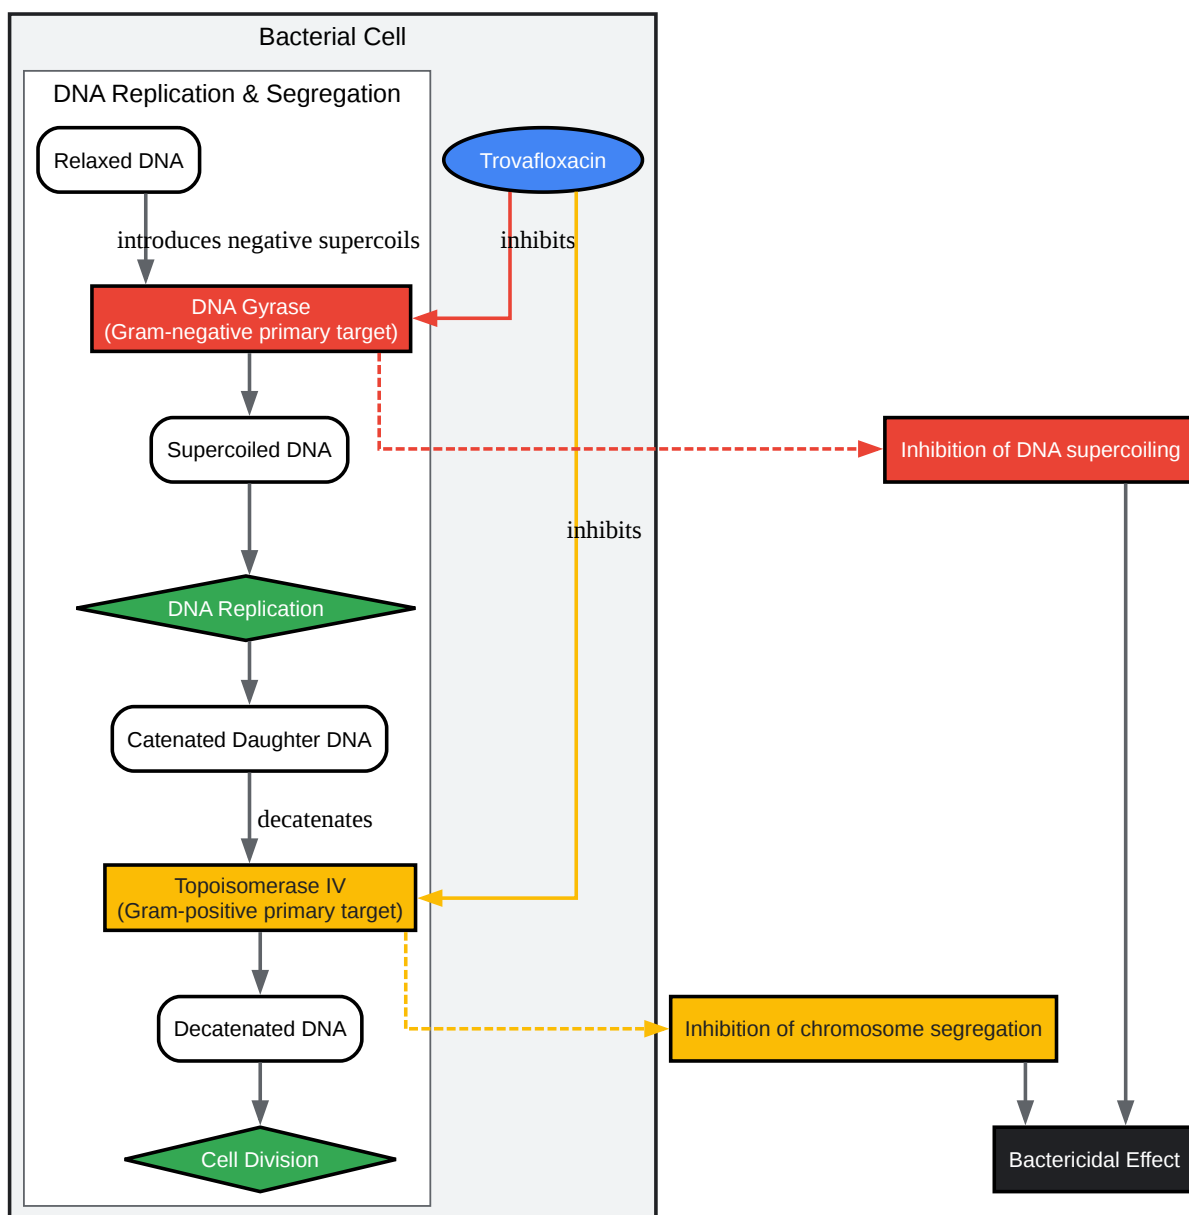 Bacterial Cell
DNA Replication & Segregation
Relaxed DNA
Trovafloxacin
introduces negative supercoils
inhibits
DNA Gyrase
(Gram-negative primary target)
Supercoiled DNA
Inhibition of DNA supercoiling
inhibits
DNA Replication
Catenated Daughter DNA
decatenates
Topoisomerase IV
(Gram-positive primary target)
Decatenated DNA
Inhibition of chromosome segregation
Cell Division
Bactericidal Effect